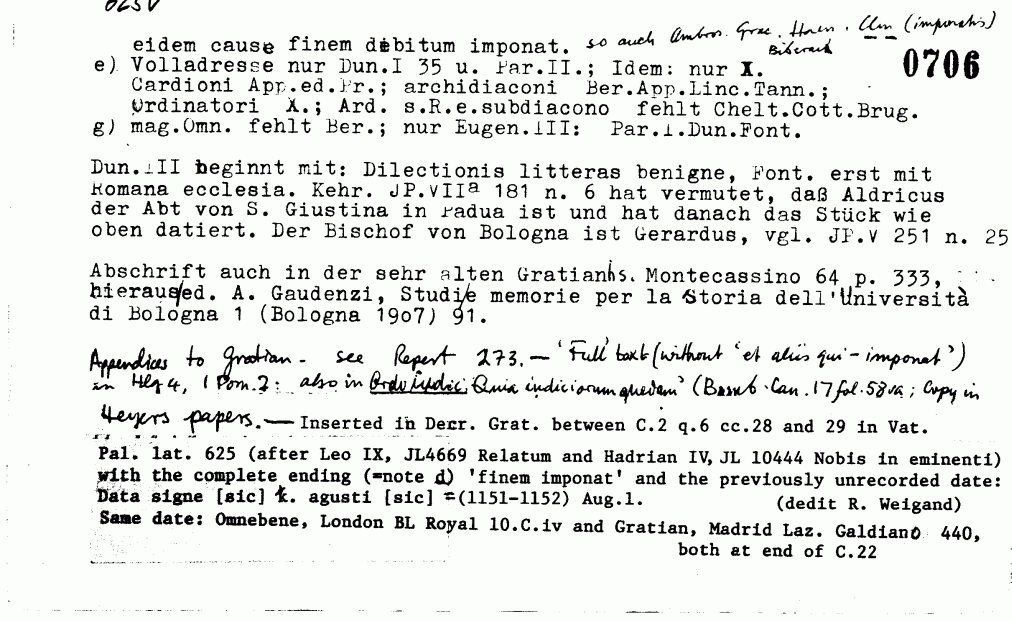 625v
eidem cause finem debitum imponat. so auch Ambros. Grae. Haen. Clm (imponatis)
Biberach
0706
e) Volladresse nur Dun.I 35 u. Par.II.; Idem: nur X.
Cardioni App.ed.Pr.; archidiaconi Ber.App.Linc.Tann.;
Ordinatori X.; Ard. s.R.e.subdiacono fehlt Chelt.Cott.Brug.
g) mag.Omn. fehlt Ber.; nur Eugen.III: Par.I.Dun.Font.
Dun.III beginnt mit: Dilectionis litteras benigne, Font. erst mit
Romana ecclesia. Kehr. JP.VIIa 181 n. 6 hat vermutet, daß Aldricus
der Abt von S. Giustina in Padua ist und hat danach das Stück wie
oben datiert. Der Bischof von Bologna ist Gerardus, vgl. JP.V 251 n. 25
Abschrift auch in der sehr alten Gratianhs. Montecassino 64 p. 333,
hieraus/ed. A. Gaudenzi, Studi/e memorie per la Storia dell'Università
di Bologna 1 (Bologna 1907) 91.
Appendices to Gratian - see Repert 273. — 'Full' text (without 'et aliis qui - imponat')
in Hlg 4, 1 Pom. 2: also in Ordo iudic. Quia iudiciorum quedam' (Bamb. Can. 17 fol. 58va; Copy in
Heyers papers. — Inserted in Decr. Grat. between C.2 q.6 cc.28 and 29 in Vat.
Pal. lat. 625 (after Leo IX, JL4669 Relatum and Hadrian IV, JL 10444 Nobis in eminenti)
with the complete ending (=note d) 'finem imponat' and the previously unrecorded date:
Data signe [sic] k. agusti [sic] =(1151-1152) Aug.1. (dedit R. Weigand)
Same date: Omnebene, London BL Royal 10.C.iv and Gratian, Madrid Laz. Galdiano 440,
both at end of C.22